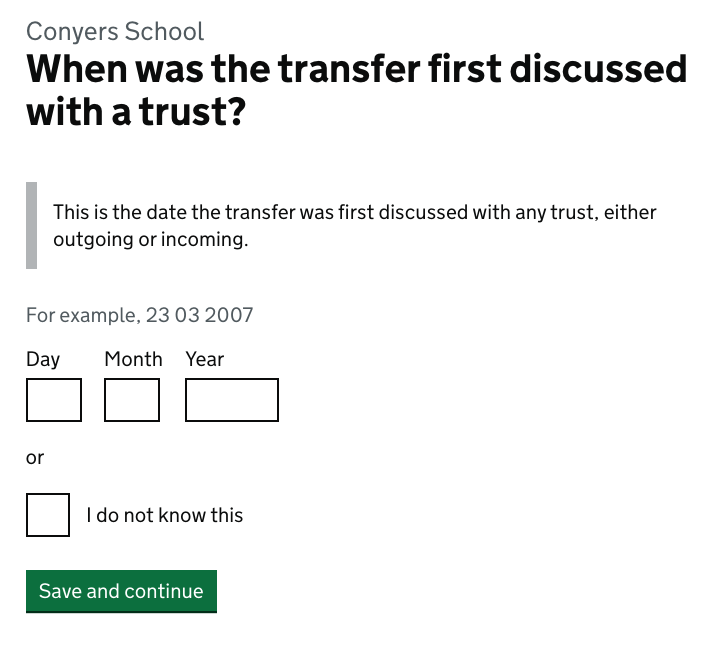 Conyers School
When was the transfer first discussed
with a trust?
This is the date the transfer was first discussed with any trust, either
outgoing or incoming.
For example, 23 03 2007
Day Month Year
or
I do not know this
Save and continue